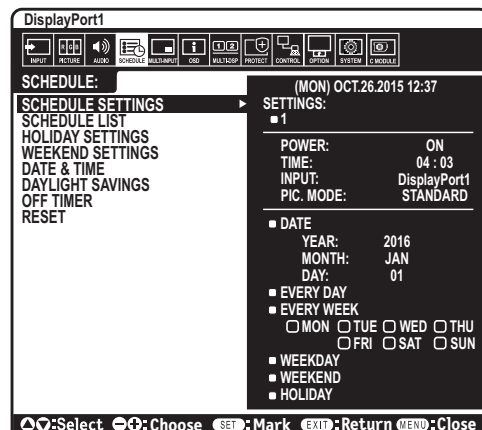 DisplayPort1
INPUT RGB PICTURE AUDIO SCHEDULE MULTI-INPUT OSD 1 2 MULTI-DSP PROTECT CONTROL OPTION SYSTEM C MODULE
SCHEDULE:
SCHEDULE SETTINGS
SCHEDULE LIST
HOLIDAY SETTINGS
WEEKEND SETTINGS
DATE & TIME
DAYLIGHT SAVINGS
OFF TIMER
RESET
(MON) OCT.26.2015 12:37
SETTINGS:
1
POWER: ON
TIME: 04 : 03
INPUT: DisplayPort1
PIC. MODE: STANDARD
DATE
YEAR: 2016
MONTH: JAN
DAY: 01
EVERY DAY
EVERY WEEK
MON TUE WED THU
FRI SAT SUN
WEEKDAY
WEEKEND
HOLIDAY
:Select :Choose SET:Mark EXIT:Return MENU:Close